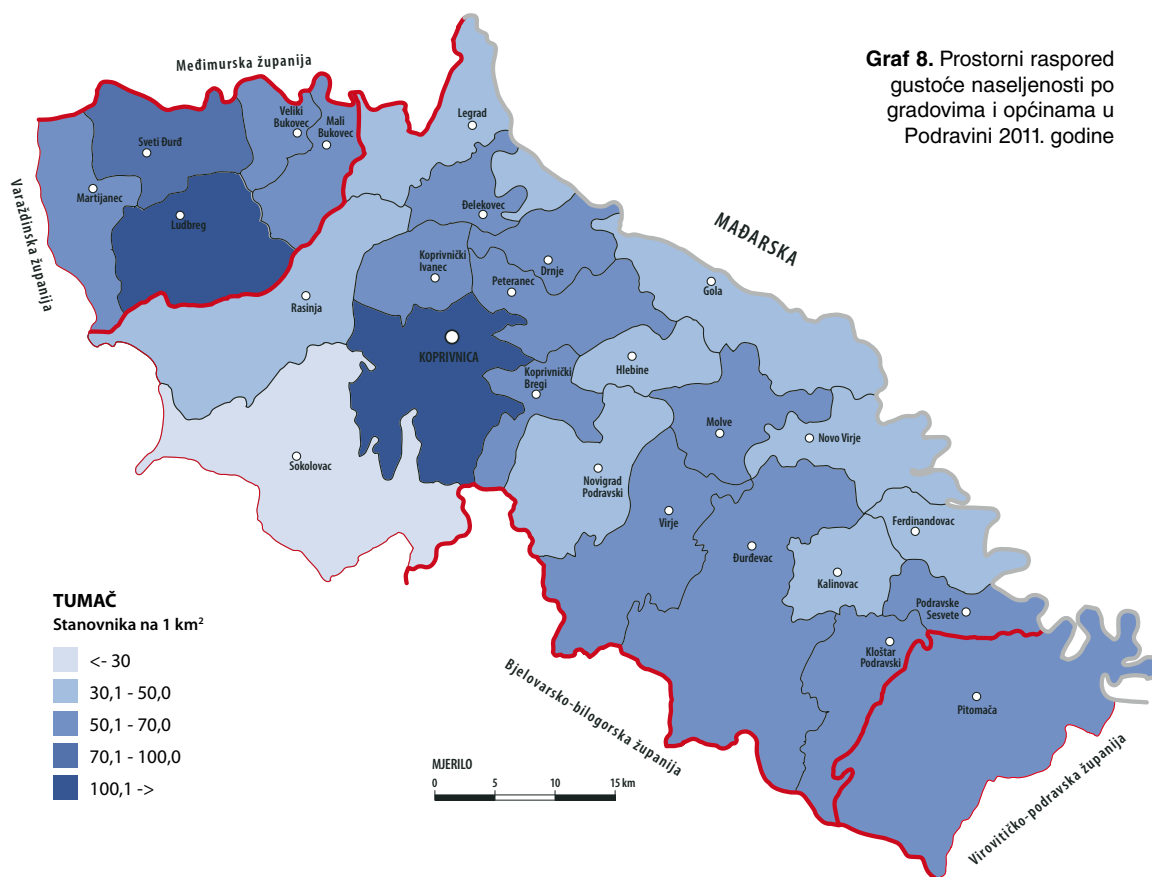 Graf 8. Prostorni raspored
gustoće naseljenosti po
gradovima i općinama u
Podravini 2011. godine
Međimurska županija
Varaždinska županija
MAĐARSKA
Bjelovarsko-bilogorska županija
Virovitičko-podravska županija
Legrad
Veliki
Bukovec
Mali
Bukovec
Sveti Đurđ
Martijanec
Ludbreg
Đelekovec
Koprivnički
Ivanec
Drnje
Peteranec
Gola
Rasinja
KOPRIVNICA
Hlebine
Koprivnički
Bregi
Molve
Novo Virje
Sokolovac
Novigrad
Podravski
Virje
Ferdinandovac
Đurđevac
Kalinovac
Podravske
Sesvete
Kloštar
Podravski
Pitomača
TUMAČ
Stanovnika na 1 km²
<- 30
30,1 - 50,0
50,1 - 70,0
70,1 - 100,0
100,1 ->
MJERILO
0 5 10 15 km